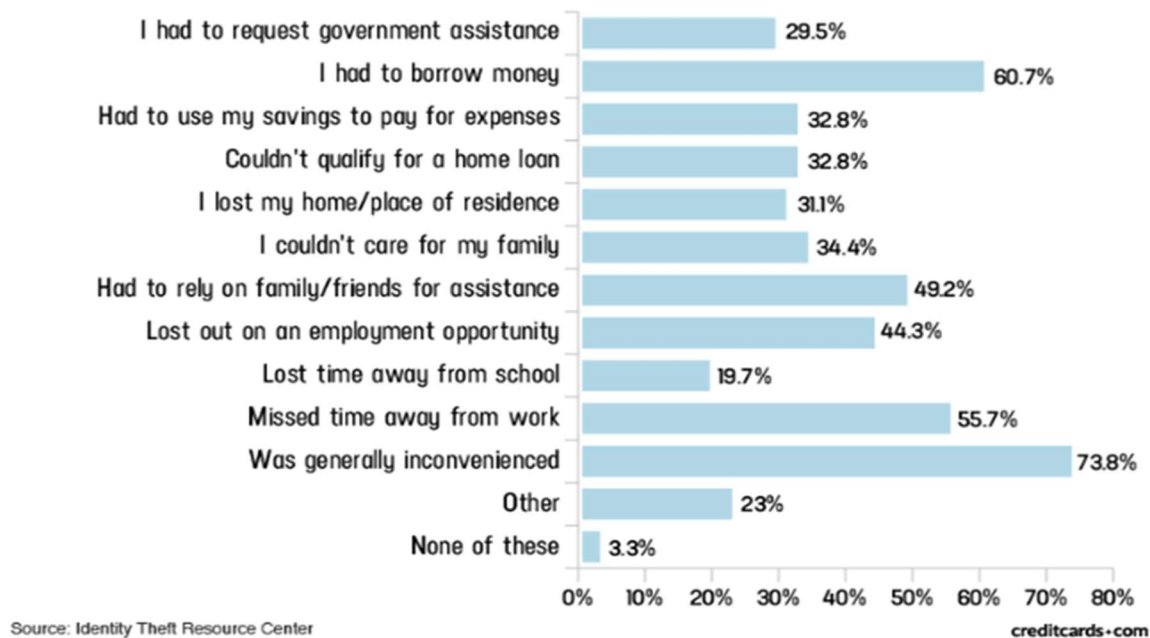 I had to request government assistance 29.5%
I had to borrow money 60.7%
Had to use my savings to pay for expenses 32.8%
Couldn't qualify for a home loan 32.8%
I lost my home/place of residence 31.1%
I couldn't care for my family 34.4%
Had to rely on family/friends for assistance 49.2%
Lost out on an employment opportunity 44.3%
Lost time away from school 19.7%
Missed time away from work 55.7%
Was generally inconvenienced 73.8%
Other 23%
None of these 3.3%
0% 10% 20% 30% 40% 50% 60% 70% 80%
Source: Identity Theft Resource Center creditcards•com